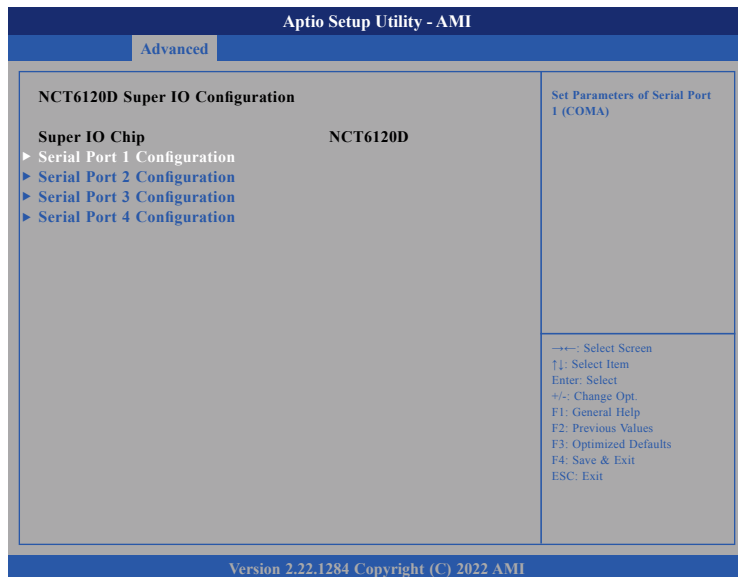 Aptio Setup Utility - AMI
Advanced
NCT6120D Super IO Configuration
Super IO Chip NCT6120D
▶ Serial Port 1 Configuration
▶ Serial Port 2 Configuration
▶ Serial Port 3 Configuration
▶ Serial Port 4 Configuration
Set Parameters of Serial Port
1 (COMA)
→←: Select Screen
↑↓: Select Item
Enter: Select
+/-: Change Opt.
F1: General Help
F2: Previous Values
F3: Optimized Defaults
F4: Save & Exit
ESC: Exit
Version 2.22.1284 Copyright (C) 2022 AMI